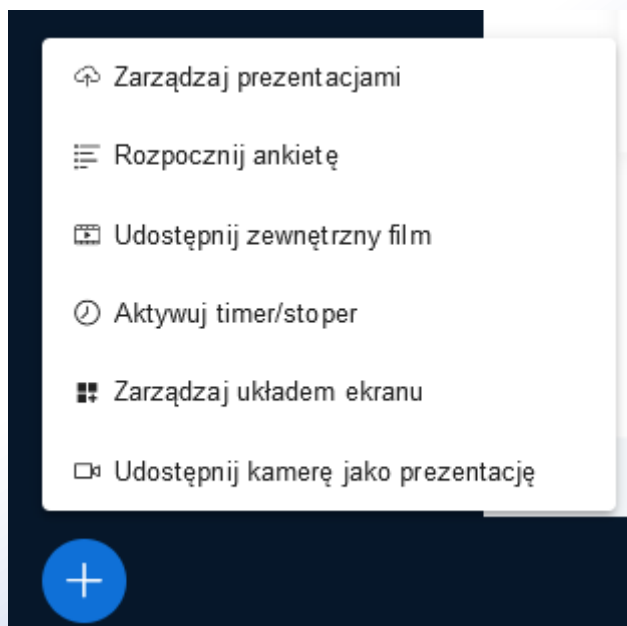 Zarządzaj prezentacjami
Rozpocznij ankietę
Udostępnij zewnętrzny film
Aktywuj timer/stoper
Zarządzaj układem ekranu
Udostępnij kamerę jako prezentację